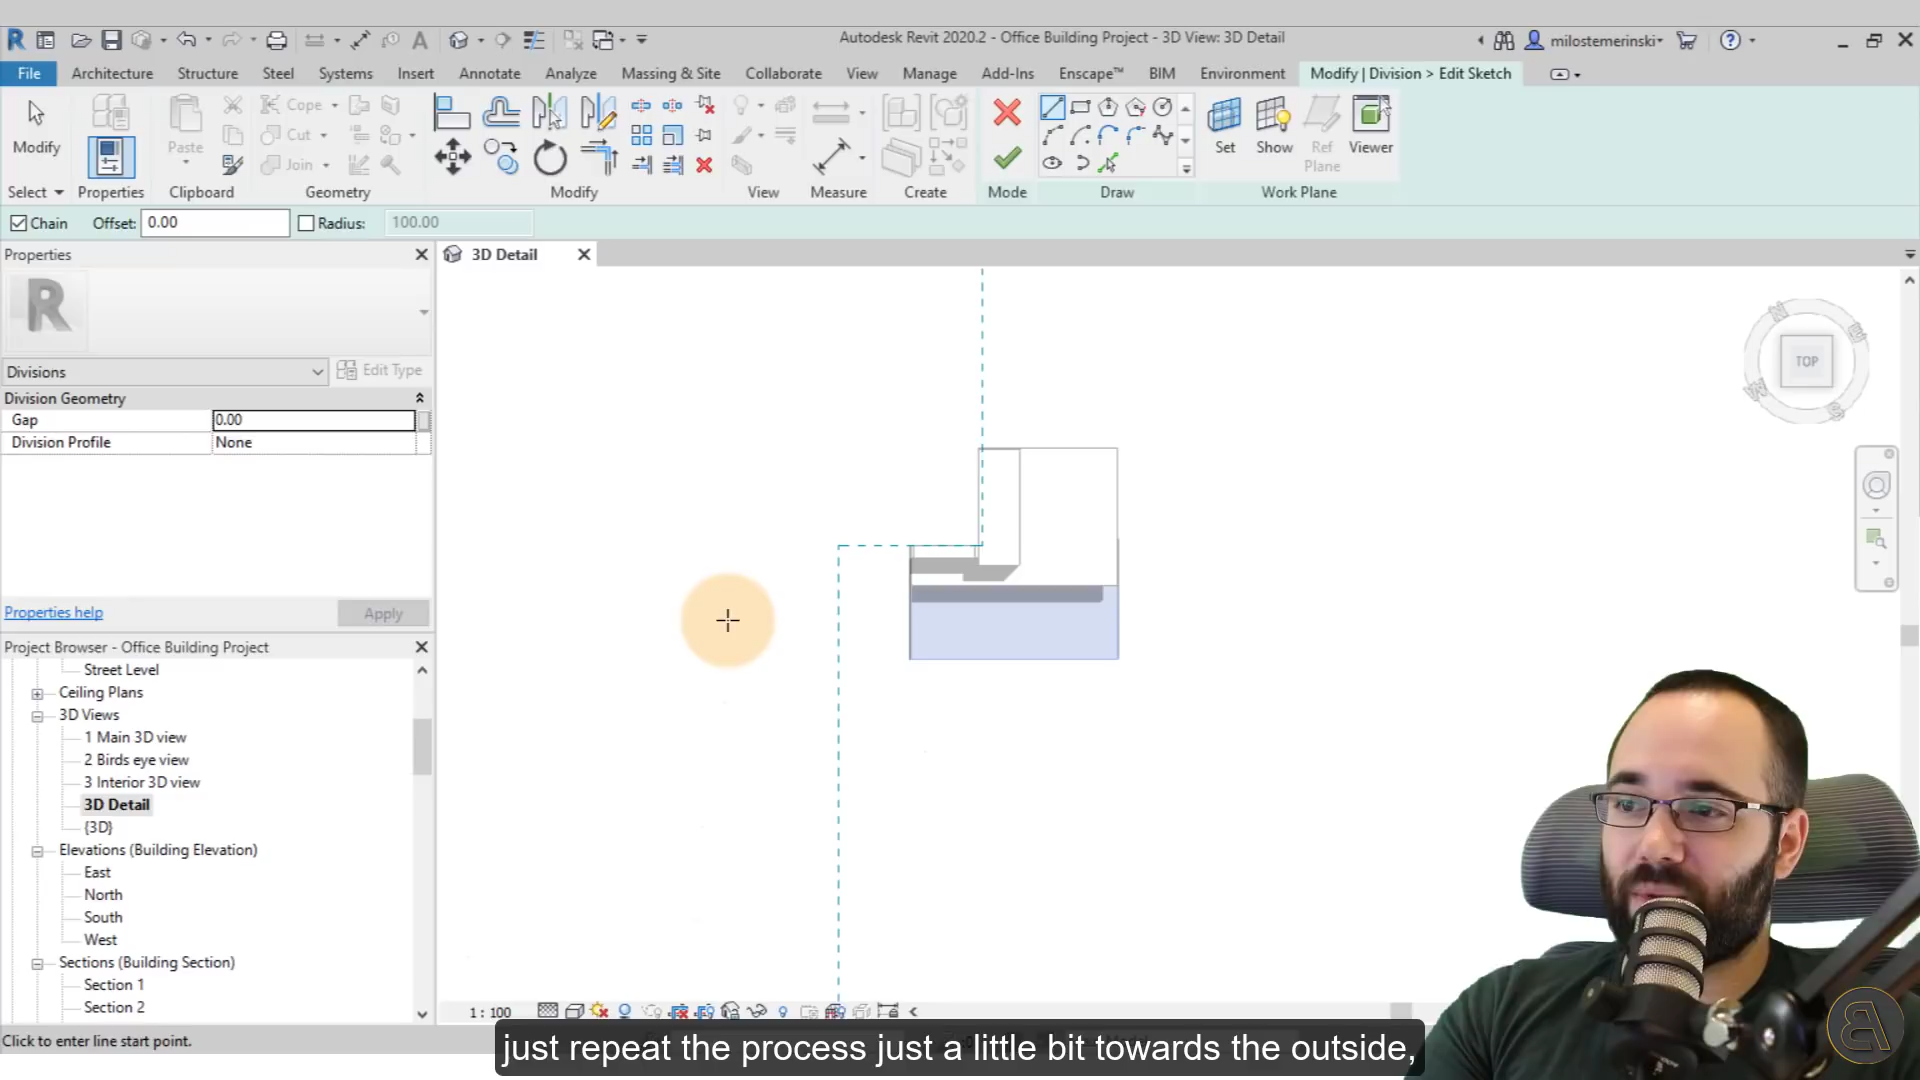 Autodesk Revit 2020.2 - Office Building Project - 3D View: 3D Detail
milostemerinski
File Architecture Structure Steel Systems Insert Annotate Analyze Massing & Site Collaborate View Manage Add-Ins Enscape™ BIM Environment Modify | Division > Edit Sketch
Modify Paste Cope Cut Join Set Show Ref Plane Viewer
Select Properties Clipboard Geometry Modify View Measure Create Mode Draw Work Plane
Chain Offset: 0.00 Radius: 100.00
Properties
3D Detail
R
Divisions Edit Type
Division Geometry
Gap 0.00
Division Profile None
Properties help Apply
Project Browser - Office Building Project
Street Level
Ceiling Plans
3D Views
1 Main 3D view
2 Birds eye view
3 Interior 3D view
3D Detail
{3D}
Elevations (Building Elevation)
East
North
South
West
Sections (Building Section)
Section 1
Section 2
N
E
TOP
W
S
1 : 100
Click to enter line start point.
just repeat the process just a little bit towards the outside,